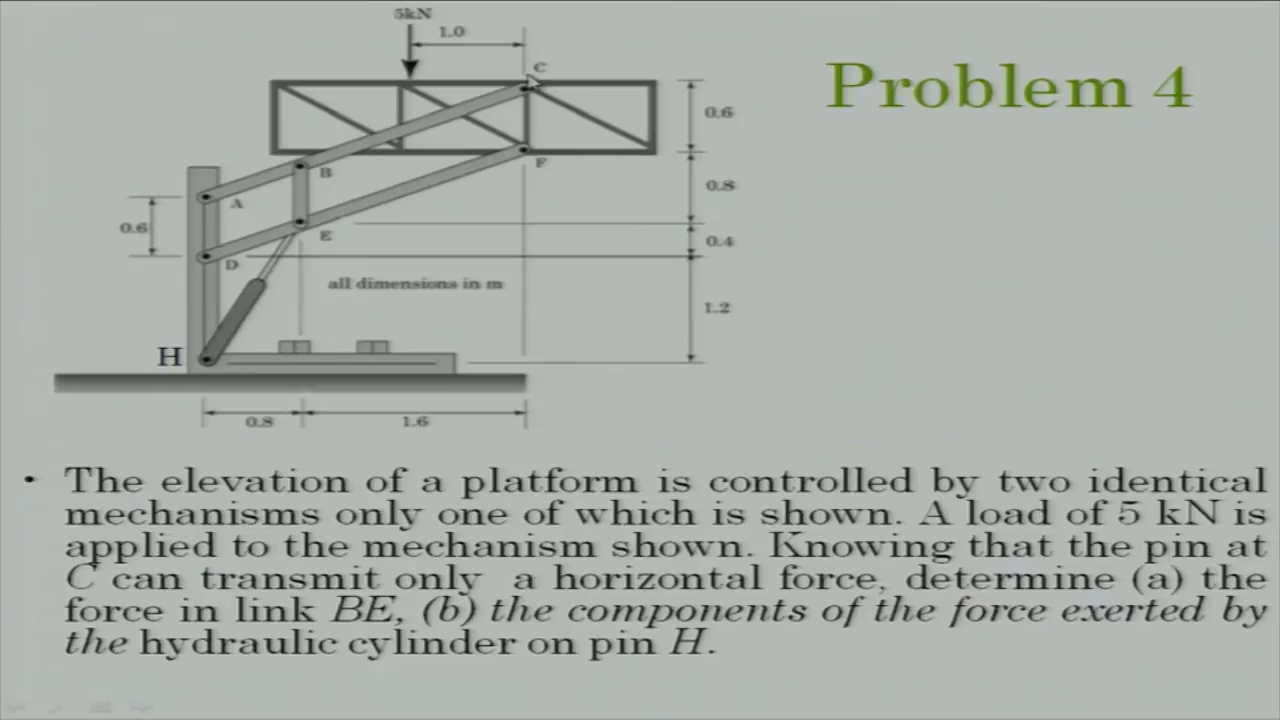 5kN
1.0
C
Problem 4
0.6
B
F
A
0.8
0.6
E
0.4
D
all dimensions in m
1.2
H
0.8
1.6
• The elevation of a platform is controlled by two identical
mechanisms only one of which is shown. A load of 5 kN is
applied to the mechanism shown. Knowing that the pin at
C can transmit only a horizontal force, determine (a) the
force in link BE, (b) the components of the force exerted by
the hydraulic cylinder on pin H.